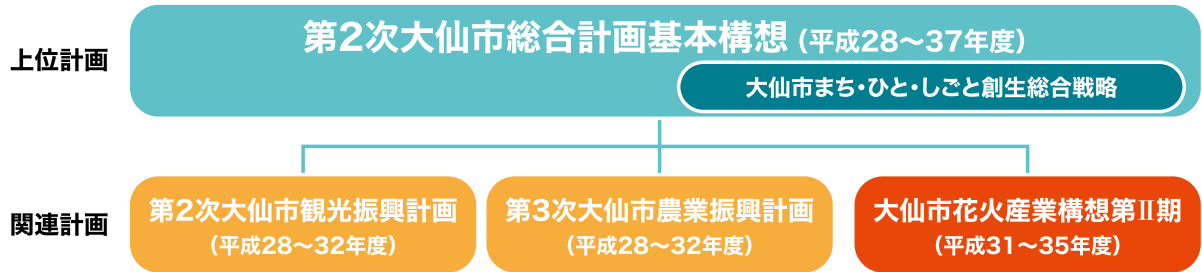 上位計画
第2次大仙市総合計画基本構想（平成28～37年度）
大仙市まち・ひと・しごと創生総合戦略
関連計画
第2次大仙市観光振興計画
（平成28～32年度）
第3次大仙市農業振興計画
（平成28～32年度）
大仙市花火産業構想第Ⅱ期
（平成31～35年度）